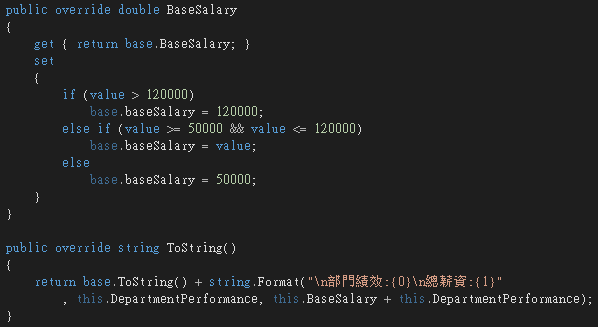 public override double BaseSalary
{
    get { return base.BaseSalary; }
    set
    {
        if (value > 120000)
            base.baseSalary = 120000;
        else if (value >= 50000 && value <= 120000)
            base.baseSalary = value;
        else
            base.baseSalary = 50000;
    }
}

public override string ToString()
{
    return base.ToString() + string.Format("\n部門績效:{0}\n總薪資:{1}"
        , this.DepartmentPerformance, this.BaseSalary + this.DepartmentPerformance);
}